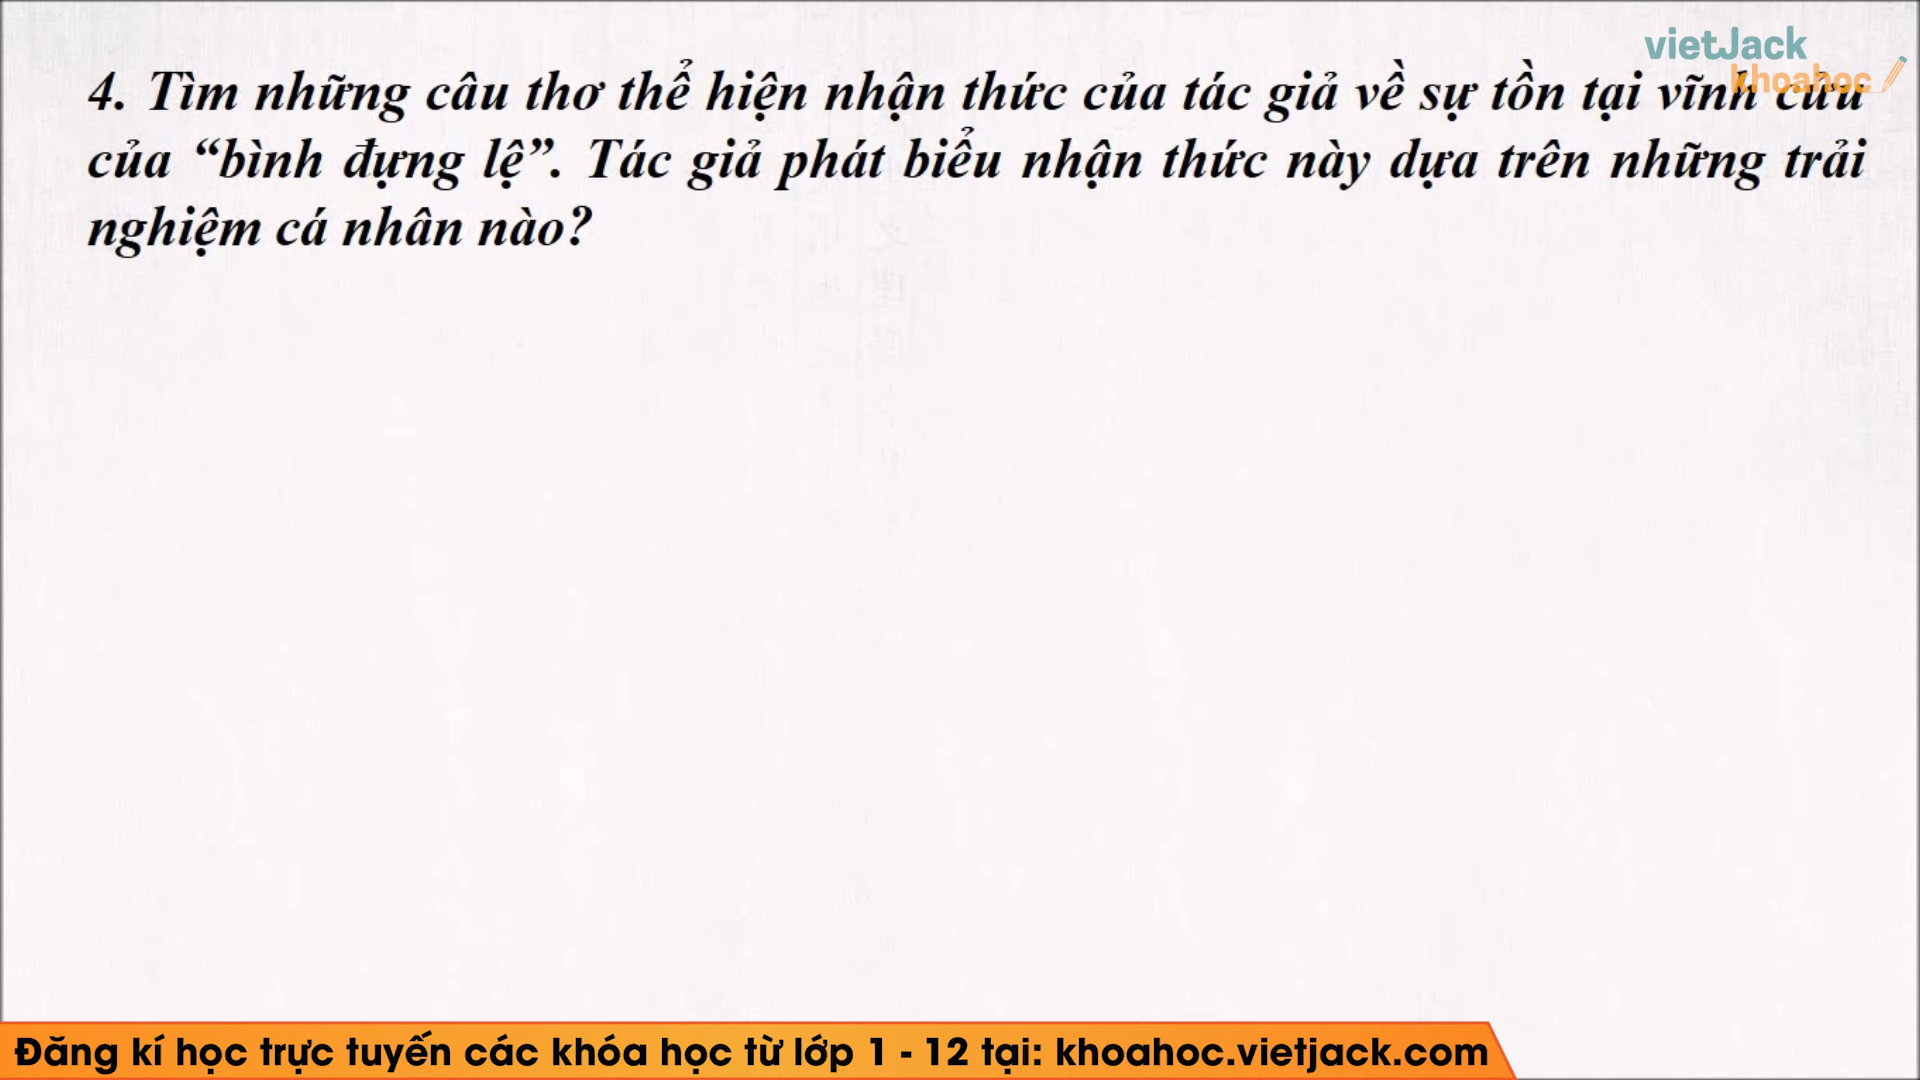 vietJack
khoahoc
4. Tìm những câu thơ thể hiện nhận thức của tác giả về sự tồn tại vĩnh cửu
của “bình đựng lệ”. Tác giả phát biểu nhận thức này dựa trên những trải
nghiệm cá nhân nào?
Đăng kí học trực tuyến các khóa học từ lớp 1 - 12 tại: khoahoc.vietjack.com